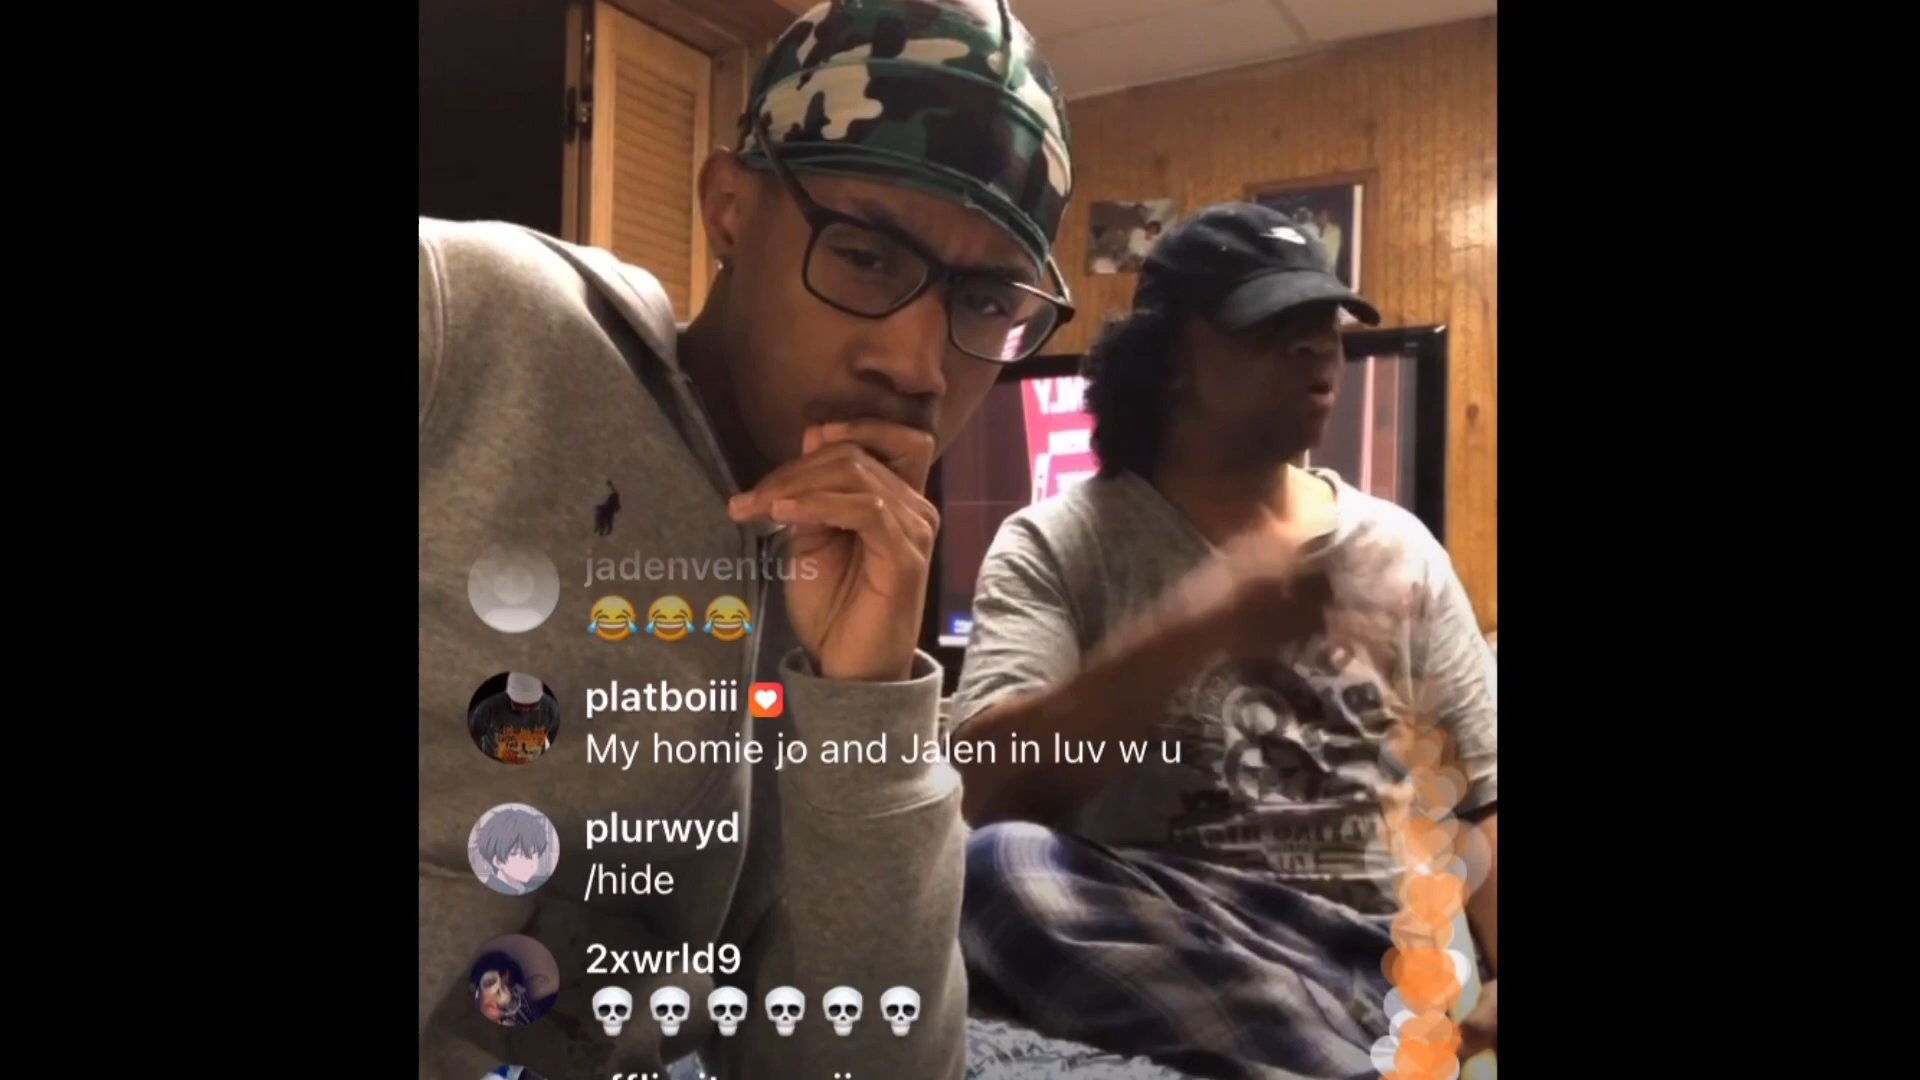 jadenventus
😂😂😂
platboiii
My homie jo and Jalen in luv w u
plurwyd
/hide
2xwrld9
💀💀💀💀💀💀